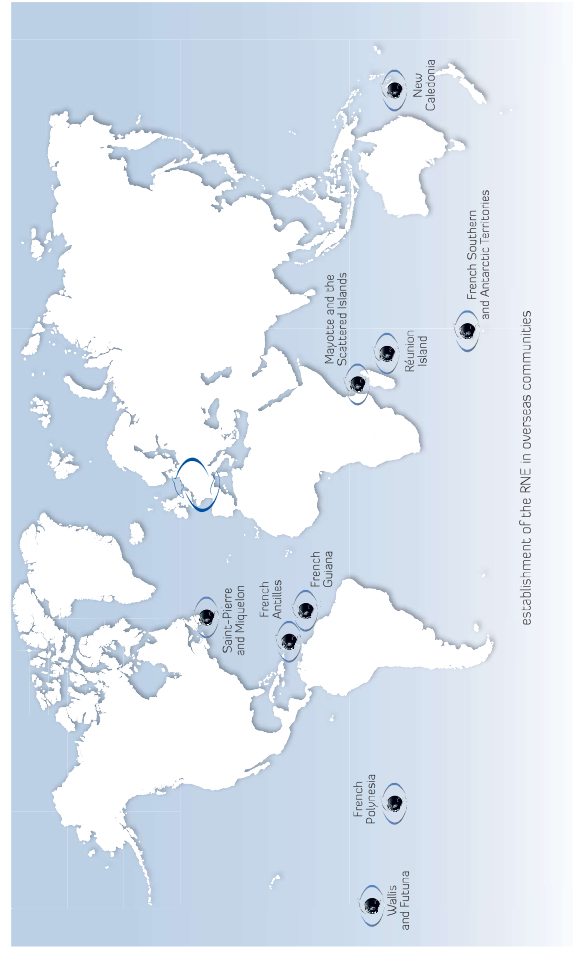 Wallis
and Futuna
French
Polynesia
Saint-Pierre
and Miquelon
French
Antilles
French
Guiana
Mayotte and the
Scattered Islands
Réunion
Island
French Southern
and Antarctic Territories
New
Caledonia
establishment of the RNE in overseas communities